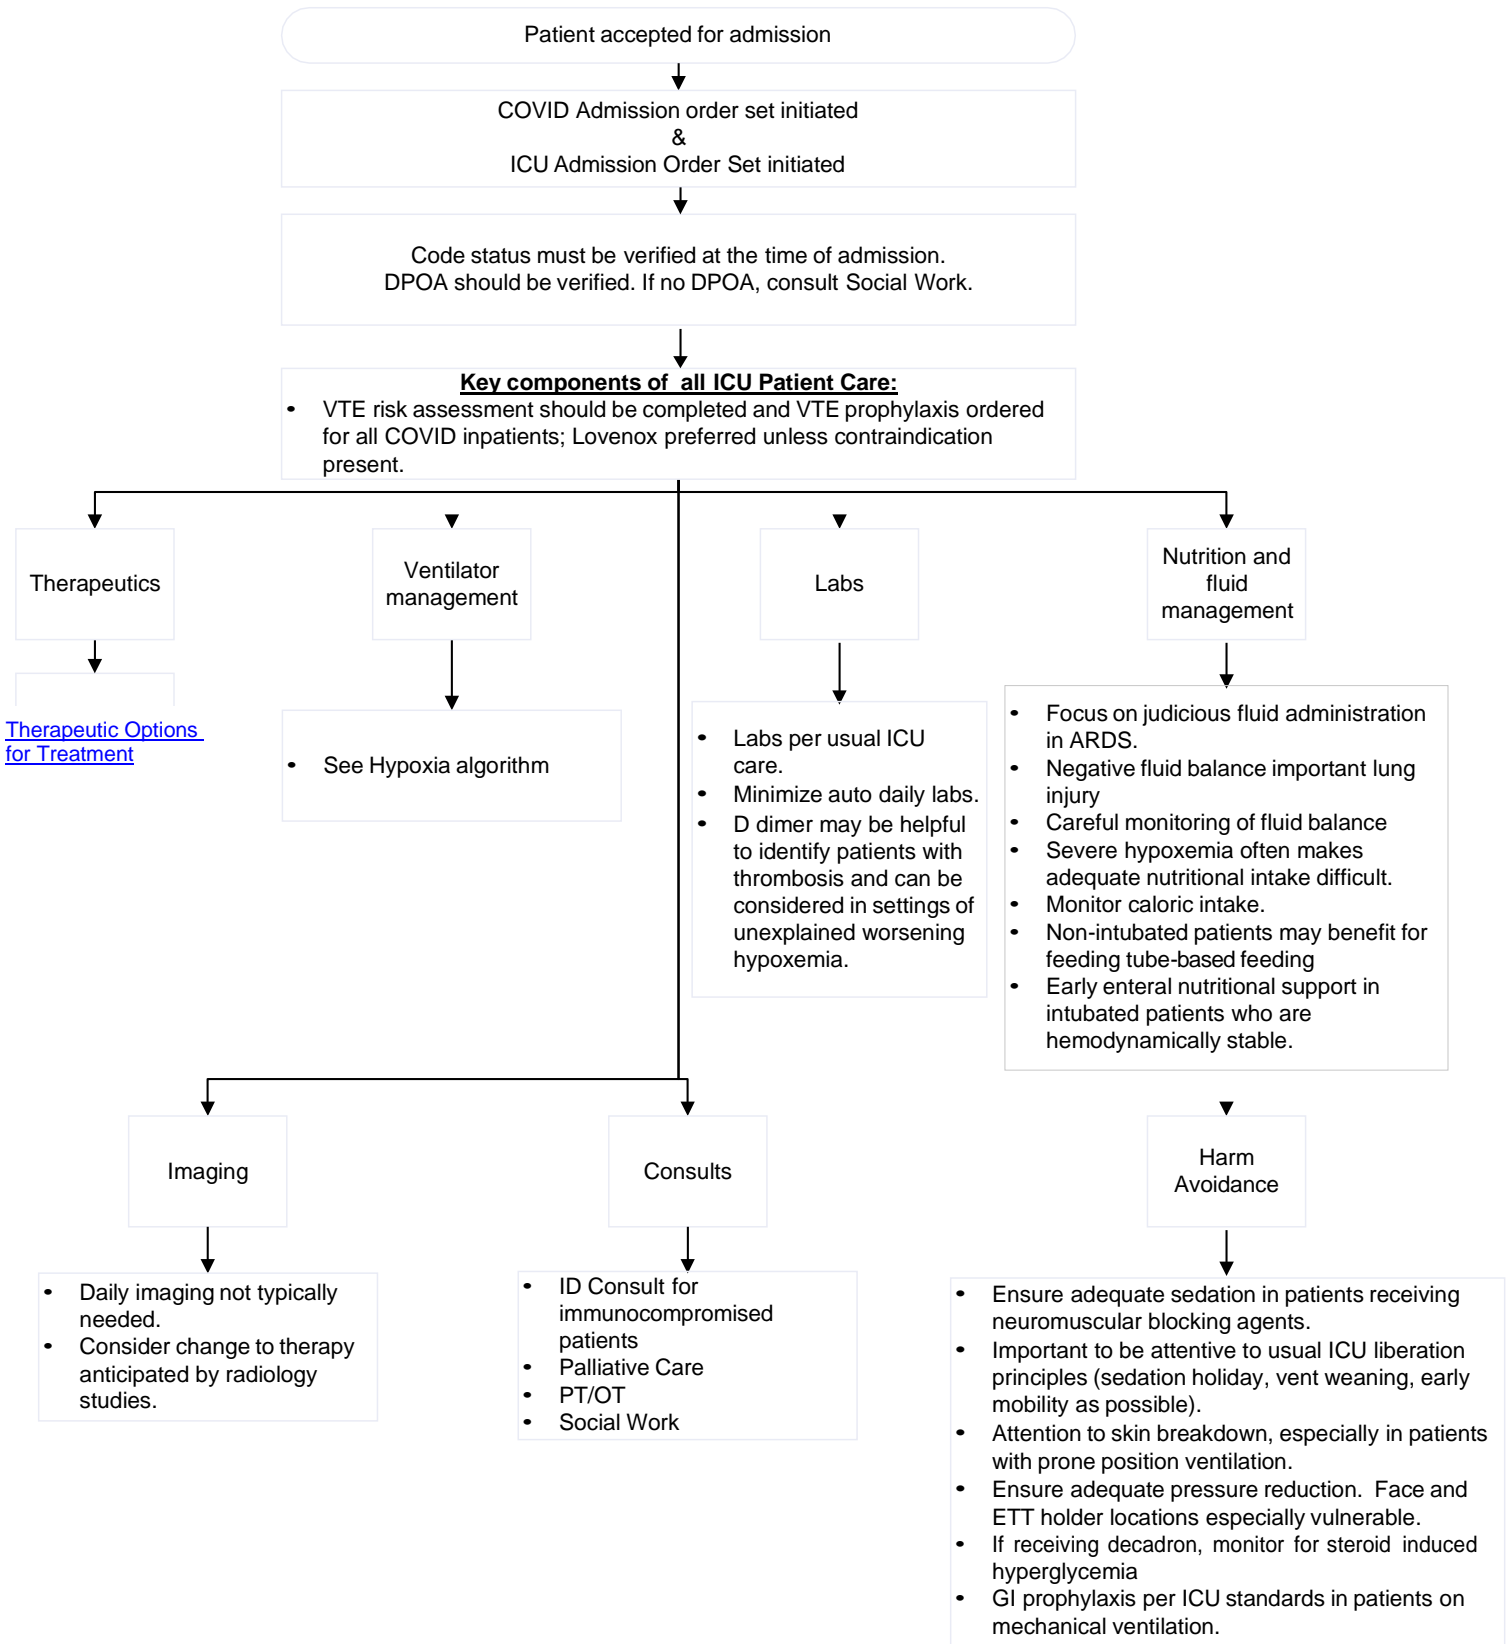 Patient accepted for admission
COVID Admission order set initiated
&
ICU Admission Order Set initiated
Code status must be verified at the time of admission.
DPOA should be verified. If no DPOA, consult Social Work.
Key components of all ICU Patient Care:
• VTE risk assessment should be completed and VTE prophylaxis ordered
for all COVID inpatients; Lovenox preferred unless contraindication
present.
Therapeutics
Ventilator
management
Labs
Nutrition and
fluid
management
Therapeutic Options
for Treatment
• See Hypoxia algorithm
• Labs per usual ICU
care.
• Minimize auto daily labs.
• D dimer may be helpful
to identify patients with
thrombosis and can be
considered in settings of
unexplained worsening
hypoxemia.
• Focus on judicious fluid administration
in ARDS.
• Negative fluid balance important lung
injury
• Careful monitoring of fluid balance
• Severe hypoxemia often makes
adequate nutritional intake difficult.
• Monitor caloric intake.
• Non-intubated patients may benefit for
feeding tube-based feeding
• Early enteral nutritional support in
intubated patients who are
hemodynamically stable.
Imaging
Consults
Harm
Avoidance
• Daily imaging not typically
needed.
• Consider change to therapy
anticipated by radiology
studies.
• ID Consult for
immunocompromised
patients
• Palliative Care
• PT/OT
• Social Work
• Ensure adequate sedation in patients receiving
neuromuscular blocking agents.
• Important to be attentive to usual ICU liberation
principles (sedation holiday, vent weaning, early
mobility as possible).
• Attention to skin breakdown, especially in patients
with prone position ventilation.
• Ensure adequate pressure reduction. Face and
ETT holder locations especially vulnerable.
• If receiving decadron, monitor for steroid induced
hyperglycemia
• GI prophylaxis per ICU standards in patients on
mechanical ventilation.